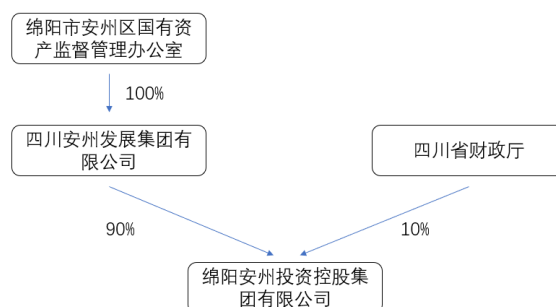 绵阳市安州区国有资
产监督管理办公室
100%
四川安州发展集团有
限公司
四川省财政厅
90%
10%
绵阳安州投资控股集
团有限公司